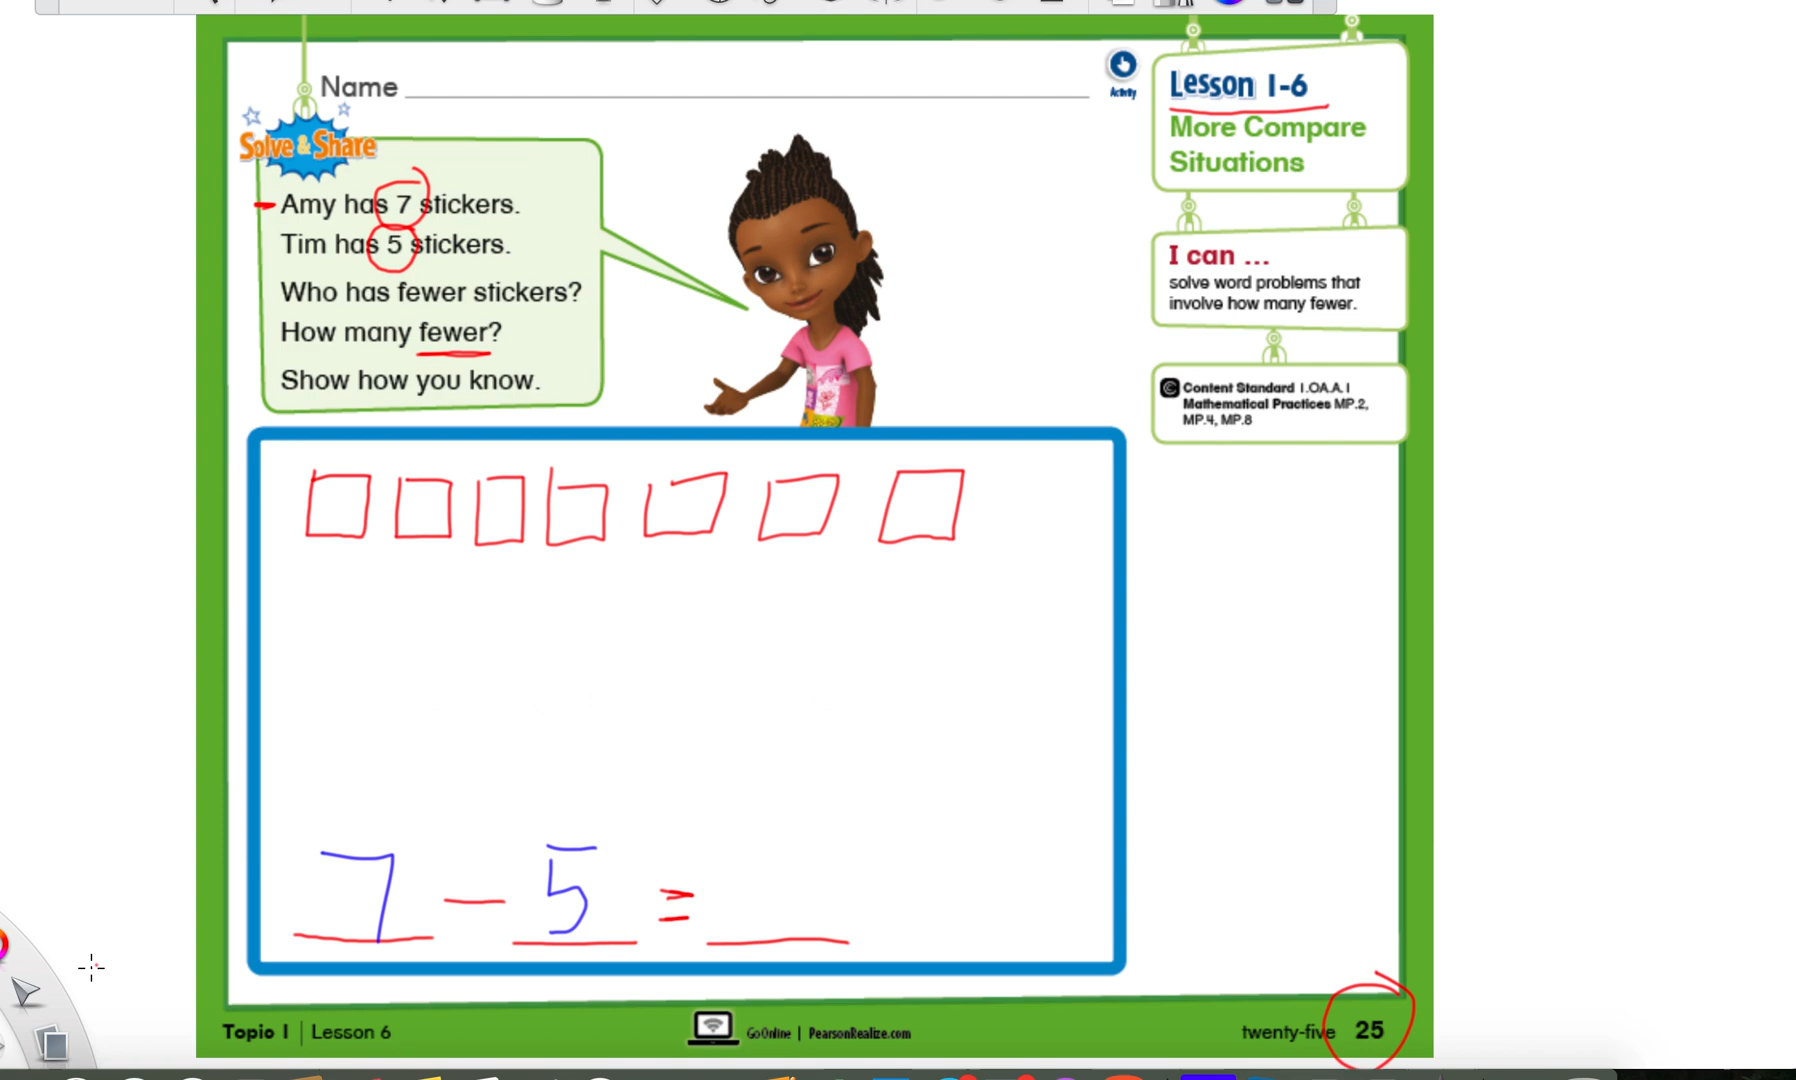 Name
Activity
Lesson 1-6
More Compare
Situations
Solve & Share
Amy has 7 stickers.
Tim has 5 stickers.
Who has fewer stickers?
How many fewer?
Show how you know.
I can ...
solve word problems that
involve how many fewer.
Content Standard 1.OA.A.1
Mathematical Practices MP.2,
MP.4, MP.8
7 - 5 =
Topic 1 | Lesson 6
Go Online | PearsonRealize.com
twenty-five 25